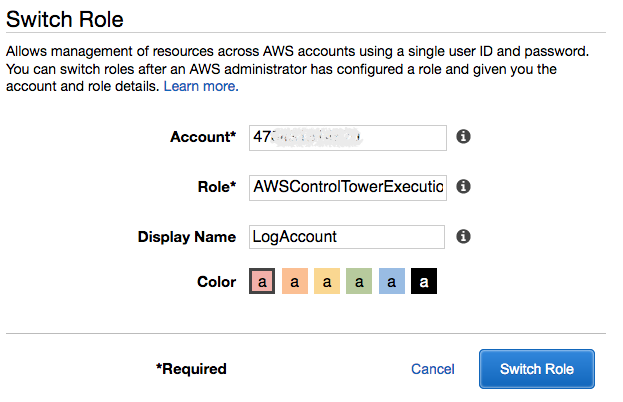 Switch Role
Allows management of resources across AWS accounts using a single user ID and password.
You can switch roles after an AWS administrator has configured a role and given you the
account and role details. Learn more.
Account*
Role* AWSControlTowerExecutio
Display Name LogAccount
Color a a a a a a
*Required Cancel Switch Role